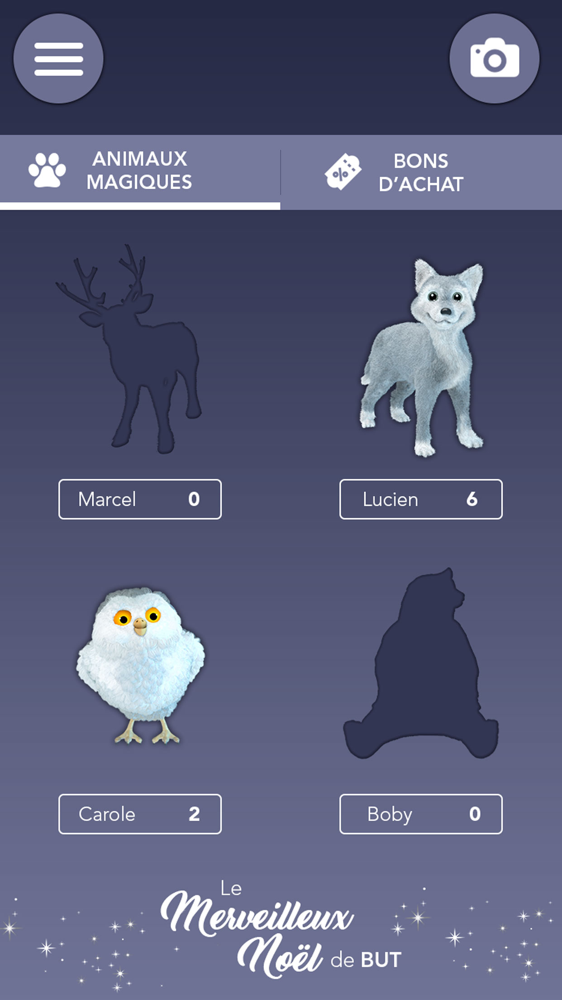 ANIMAUX
MAGIQUES
BONS
D’ACHAT
%
Marcel 0
Lucien 6
Carole 2
Boby 0
Le
Merveilleux
Noël de BUT